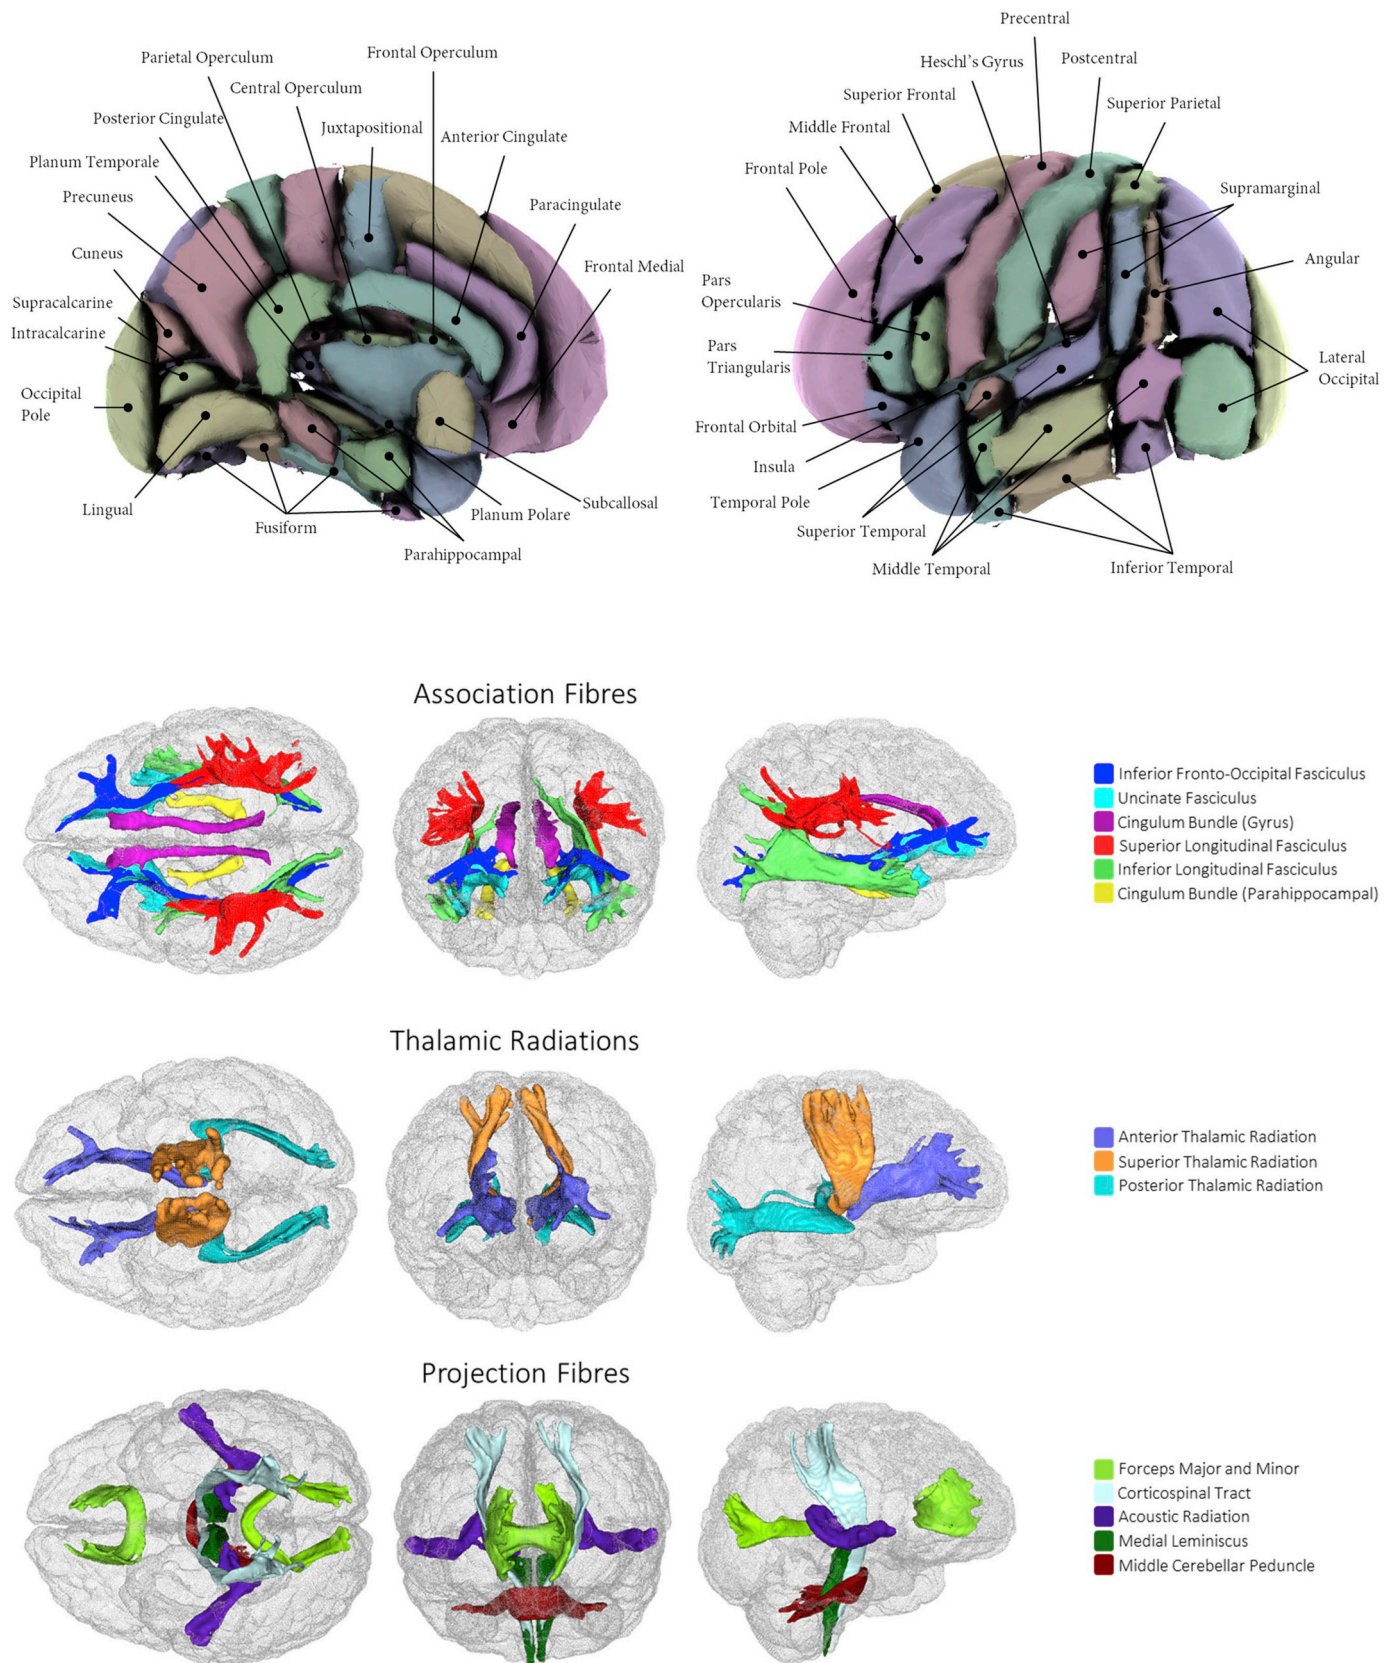 Parietal Operculum
Frontal Operculum
Central Operculum
Posterior Cingulate
Juxtapositional
Anterior Cingulate
Planum Temporale
Precuneus
Paracingulate
Cuneus
Frontal Medial
Supracalcarine
Intracalcarine
Occipital
Pole
Lingual
Fusiform
Parahippocampal
Planum Polare
Subcallosal
Precentral
Heschl's Gyrus
Postcentral
Superior Frontal
Superior Parietal
Middle Frontal
Frontal Pole
Supramarginal
Pars
Opercularis
Angular
Pars
Triangularis
Lateral
Occipital
Frontal Orbital
Insula
Temporal Pole
Superior Temporal
Middle Temporal
Inferior Temporal
Association Fibres
Inferior Fronto-Occipital Fasciculus
Uncinate Fasciculus
Cingulum Bundle (Gyrus)
Superior Longitudinal Fasciculus
Inferior Longitudinal Fasciculus
Cingulum Bundle (Parahippocampal)
Thalamic Radiations
Anterior Thalamic Radiation
Superior Thalamic Radiation
Posterior Thalamic Radiation
Projection Fibres
Forceps Major and Minor
Corticospinal Tract
Acoustic Radiation
Medial Leminiscus
Middle Cerebellar Peduncle